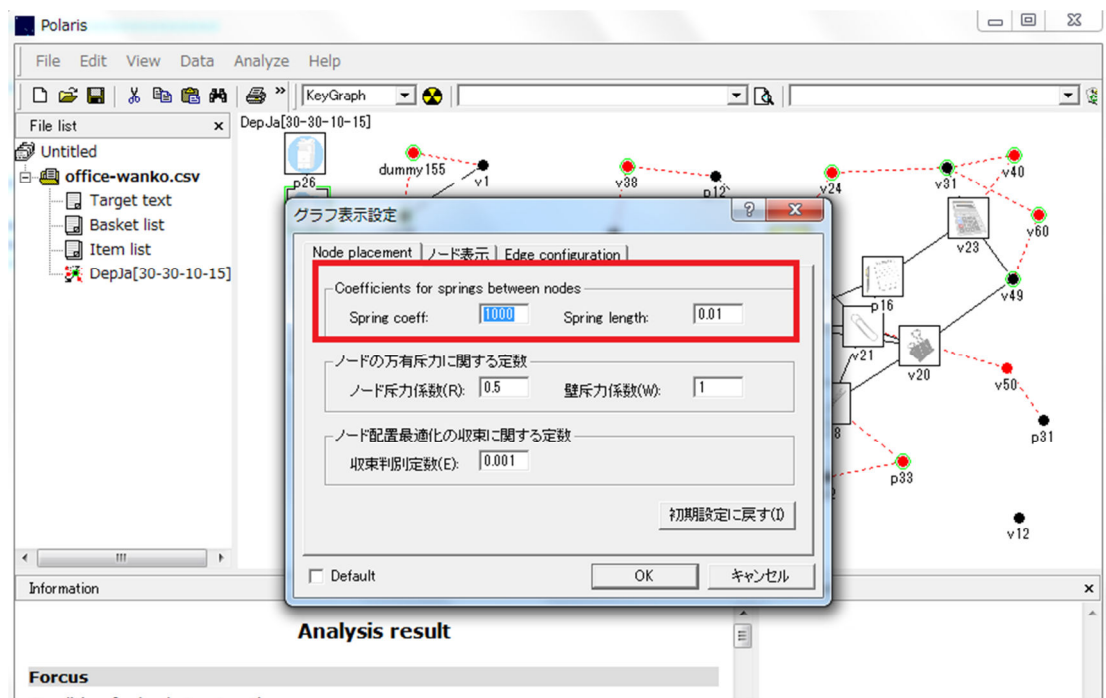 Polaris
File Edit View Data Analyze Help
KeyGraph
File list x
DepJa[30-30-10-15]
Untitled
office-wanko.csv
Target text
Basket list
Item list
DepJa[30-30-10-15]
p26
dummy155
v1
v38
p12
v24
v31
v40
v60
v23
v49
p16
v21
v20
v50
p31
8
p33
v12
グラフ表示設定
Node placement ノード表示 Edge configuration
Coefficients for springs between nodes
Spring coeff: 1000 Spring length: 0.01
ノードの万有斥力に関する定数
ノード斥力係数(R): 0.5 壁斥力係数(W): 1
ノード配置最適化の収束に関する定数
収束判別定数(E): 0.001
初期設定に戻す(I)
Default OK キャンセル
Information x
Analysis result
Forcus